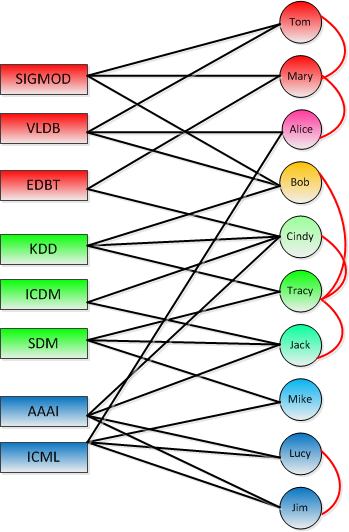 SIGMOD
VLDB
EDBT
KDD
ICDM
SDM
AAAI
ICML
Tom
Mary
Alice
Bob
Cindy
Tracy
Jack
Mike
Lucy
Jim